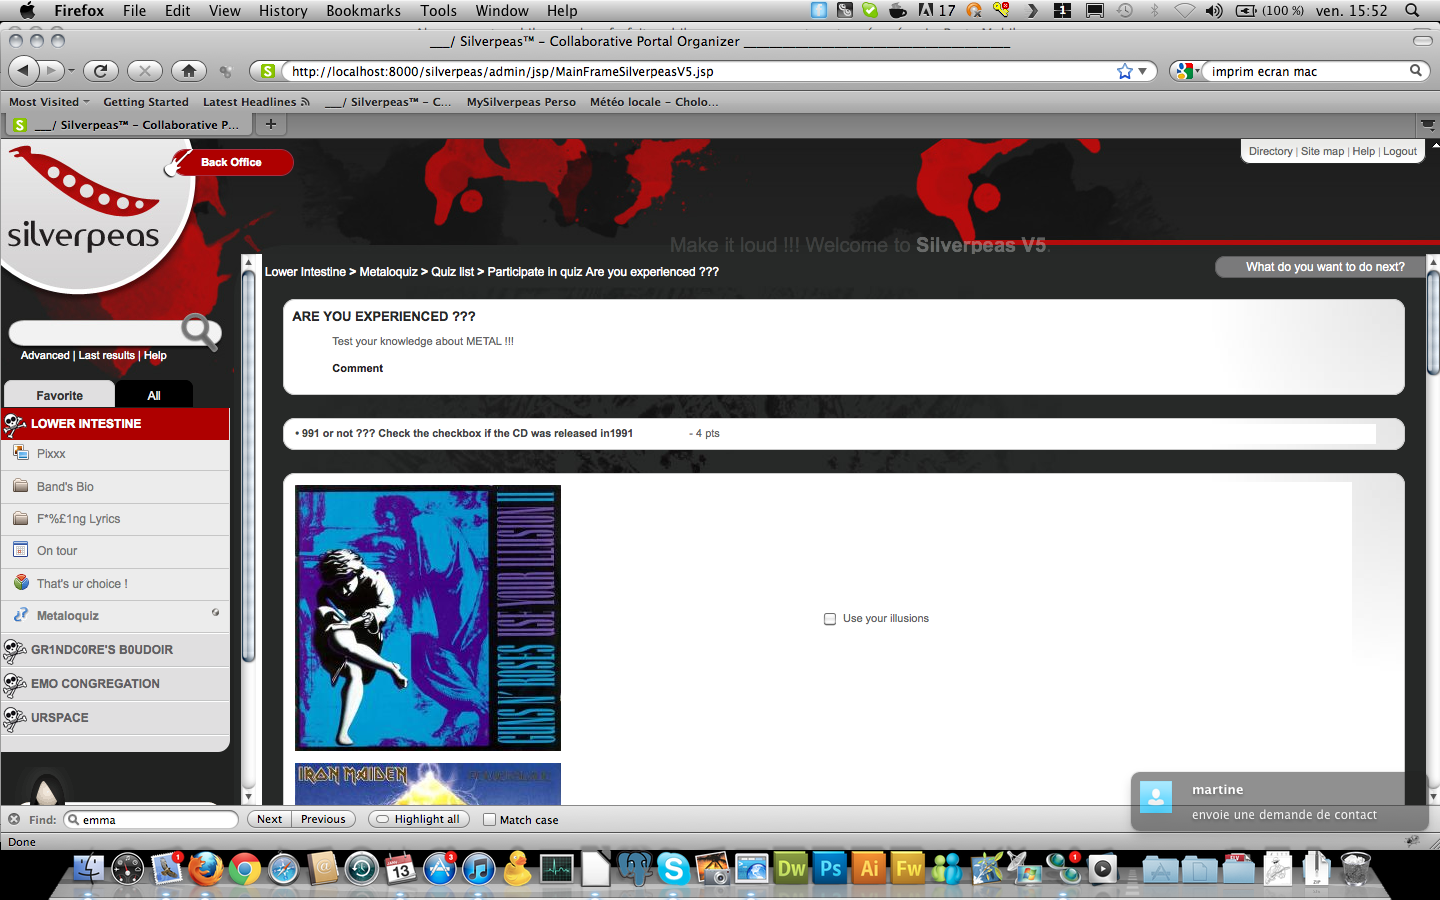 Firefox File Edit View History Bookmarks Tools Window Help 17 (100 %) ven. 15:52
___/ Silverpeas™ – Collaborative Portal Organizer
http://localhost:8000/silverpeas/admin/jsp/MainFrameSilverpeasV5.jsp
imprim ecran mac
Most Visited Getting Started Latest Headlines ___/ Silverpeas™ – C... MySilverpeas Perso Météo locale – Cholo...
___/ Silverpeas™ – Collaborative P...
Back Office
Directory | Site map | Help | Logout
silverpeas
Make it loud !!! Welcome to Silverpeas V5.
Lower Intestine > Metaloquiz > Quiz list > Participate in quiz Are you experienced ???
What do you want to do next?
Advanced | Last results | Help
Favorite All
LOWER INTESTINE
Pixxx
Band's Bio
F*%£1ng Lyrics
On tour
That's ur choice !
Metaloquiz
GR1NDC0RE'S B0UDOIR
EMO CONGREGATION
URSPACE
ARE YOU EXPERIENCED ???
Test your knowledge about METAL !!!
Comment
• 991 or not ??? Check the checkbox if the CD was released in1991 - 4 pts
GUNS N' ROSES USE YOUR ILLUSION II
Use your illusions
IRON MAIDEN
martine
envoie une demande de contact
Find: emma Next Previous Highlight all Match case
Done
1
13
3
Dw Ps Ai Fw
1